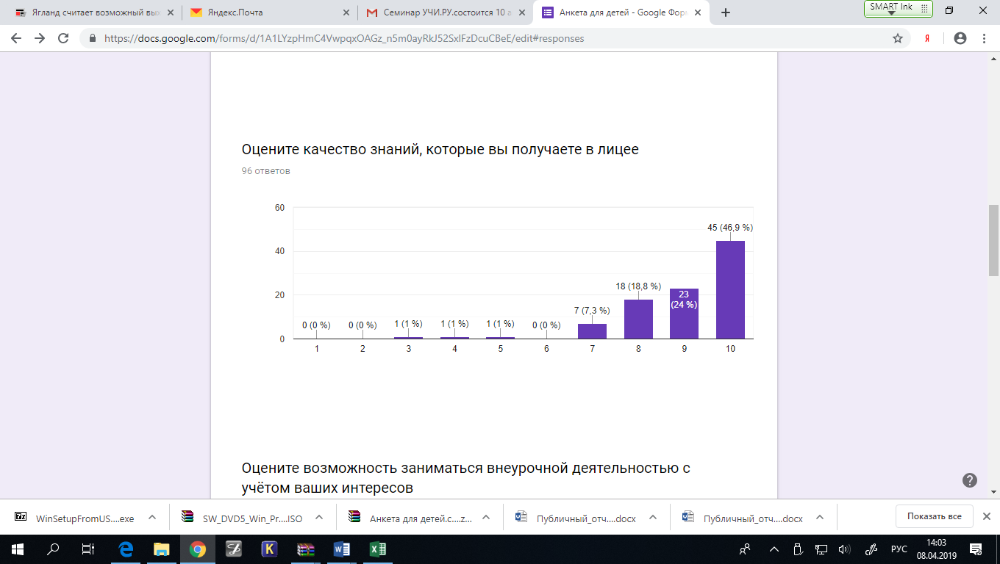 Ягланд считает возможный вых
Яндекс.Почта
Семинар УЧИ.РУ.состоится 10 а
Анкета для детей - Google Фор
SMART Ink
https://docs.google.com/forms/d/1A1LYzpHmC4VwpqxOAGz_n5m0ayRkJ52SxlFzDcuCBeE/edit#responses
Оцените качество знаний, которые вы получаете в лицее
96 ответов
60
40
20
0
0 (0 %)
0 (0 %)
1 (1 %)
1 (1 %)
1 (1 %)
0 (0 %)
7 (7,3 %)
18 (18,8 %)
23
(24 %)
45 (46,9 %)
1 2 3 4 5 6 7 8 9 10
Оцените возможность заниматься внеурочной деятельностью с
учётом ваших интересов
WinSetupFromUS....exe
SW_DVD5_Win_Pr....ISO
Анкета для детей.c....z...
Публичный_отч....docx
Публичный_отч....docx
Показать все
РУС
14:03
08.04.2019